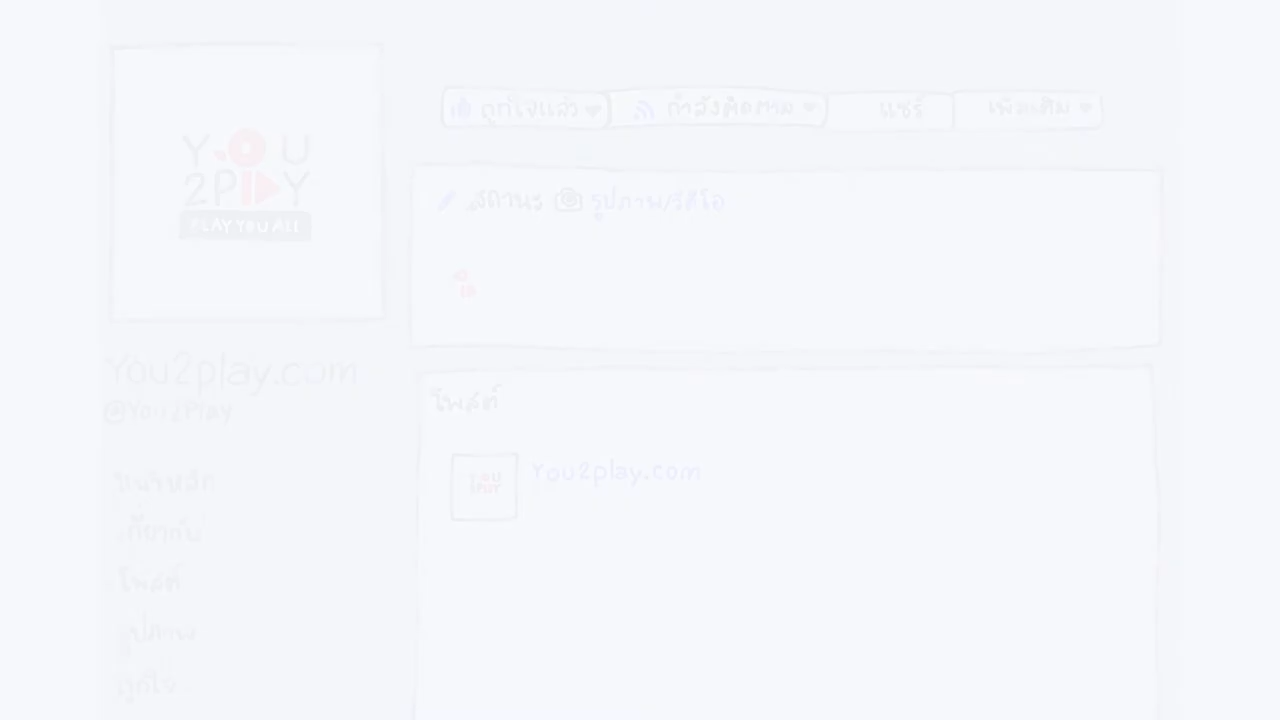 YOU
2PLAY
PLAY YOU ALL
You2play.com
@You2Play
หน้าหลัก
เกี่ยวกับ
โพสต์
รูปภาพ
ถูกใจ
ถูกใจแล้ว
กำลังติดตาม
แชร์
เพิ่มเติม
สถานะ รูปภาพ/วิดีโอ
โพสต์
YOU
2PLAY
You2play.com